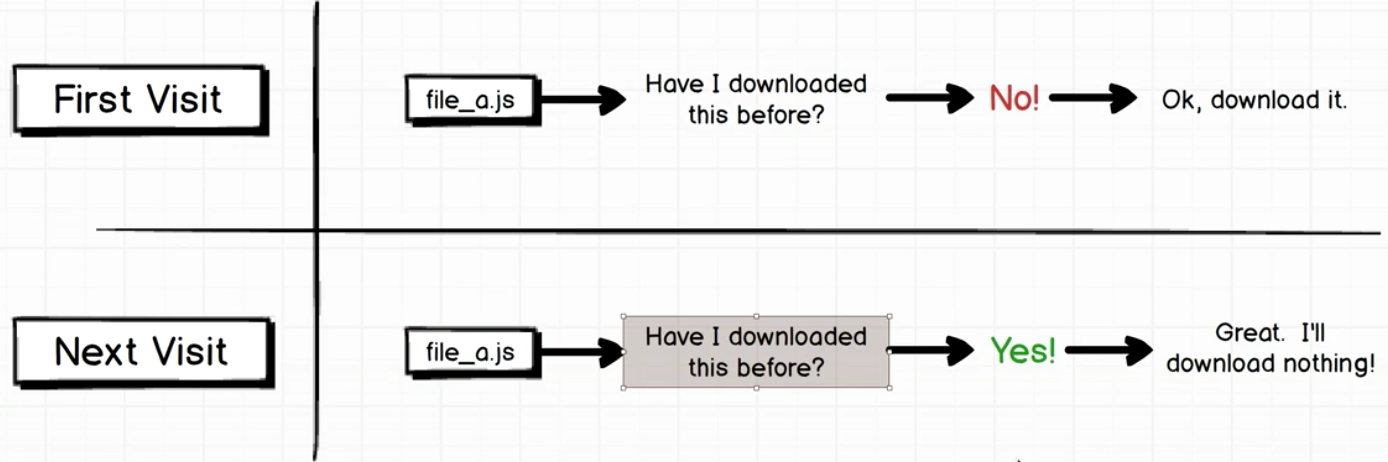 First Visit
file_a.js
Have I downloaded
this before?
No!
Ok, download it.
Next Visit
file_a.js
Have I downloaded
this before?
Yes!
Great. I'll
download nothing!